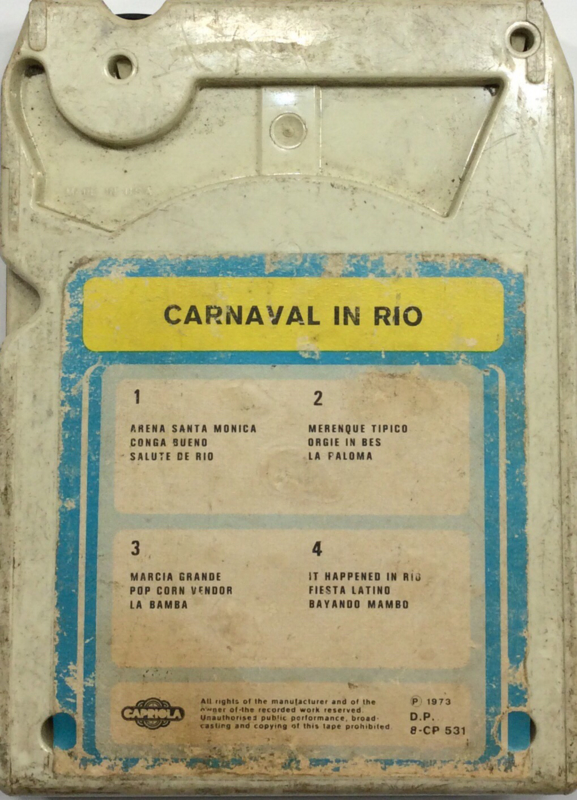 CARNAVAL IN RIO
1
ARENA SANTA MONICA
CONGA BUENO
SALUTE DE RIO
2
MERENQUE TIPICO
ORGIE IN BES
LA PALOMA
3
MARCIA GRANDE
POP CORN VENDOR
LA BAMBA
4
IT HAPPENED IN RIO
FIESTA LATINO
BAYANDO MAMBO
All rights of the manufacturer and of the
owner of the recorded work reserved.
Unauthorised public performance, broad-
casting and copying of this tape prohibited.
℗ 1973
D.P.
8-CP 531